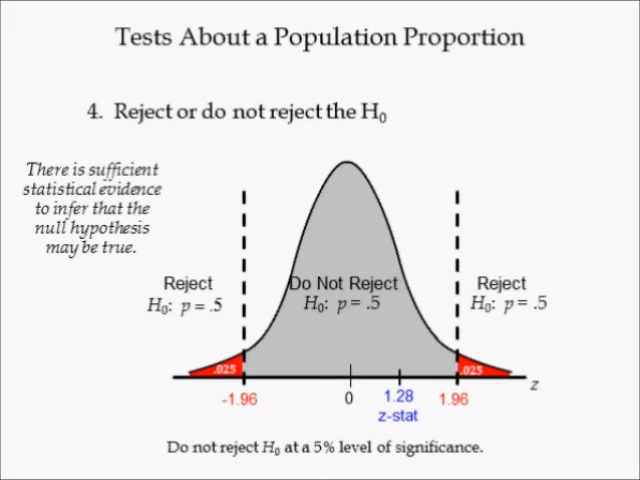 Tests About a Population Proportion
4. Reject or do not reject the H₀
There is sufficient
statistical evidence
to infer that the
null hypothesis
may be true.
Reject
H₀: p = .5
Do Not Reject
H₀: p = .5
Reject
H₀: p = .5
.025
.025
z
-1.96
0
1.28
1.96
z-stat
Do not reject H₀ at a 5% level of significance.